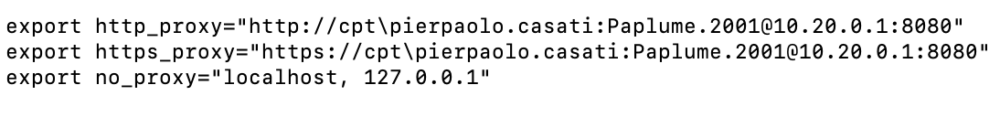 export http_proxy="http://cpt\pierpaolo.casati:Paplume.2001@10.20.0.1:8080"
export https_proxy="https://cpt\pierpaolo.casati:Paplume.2001@10.20.0.1:8080"
export no_proxy="localhost, 127.0.0.1"